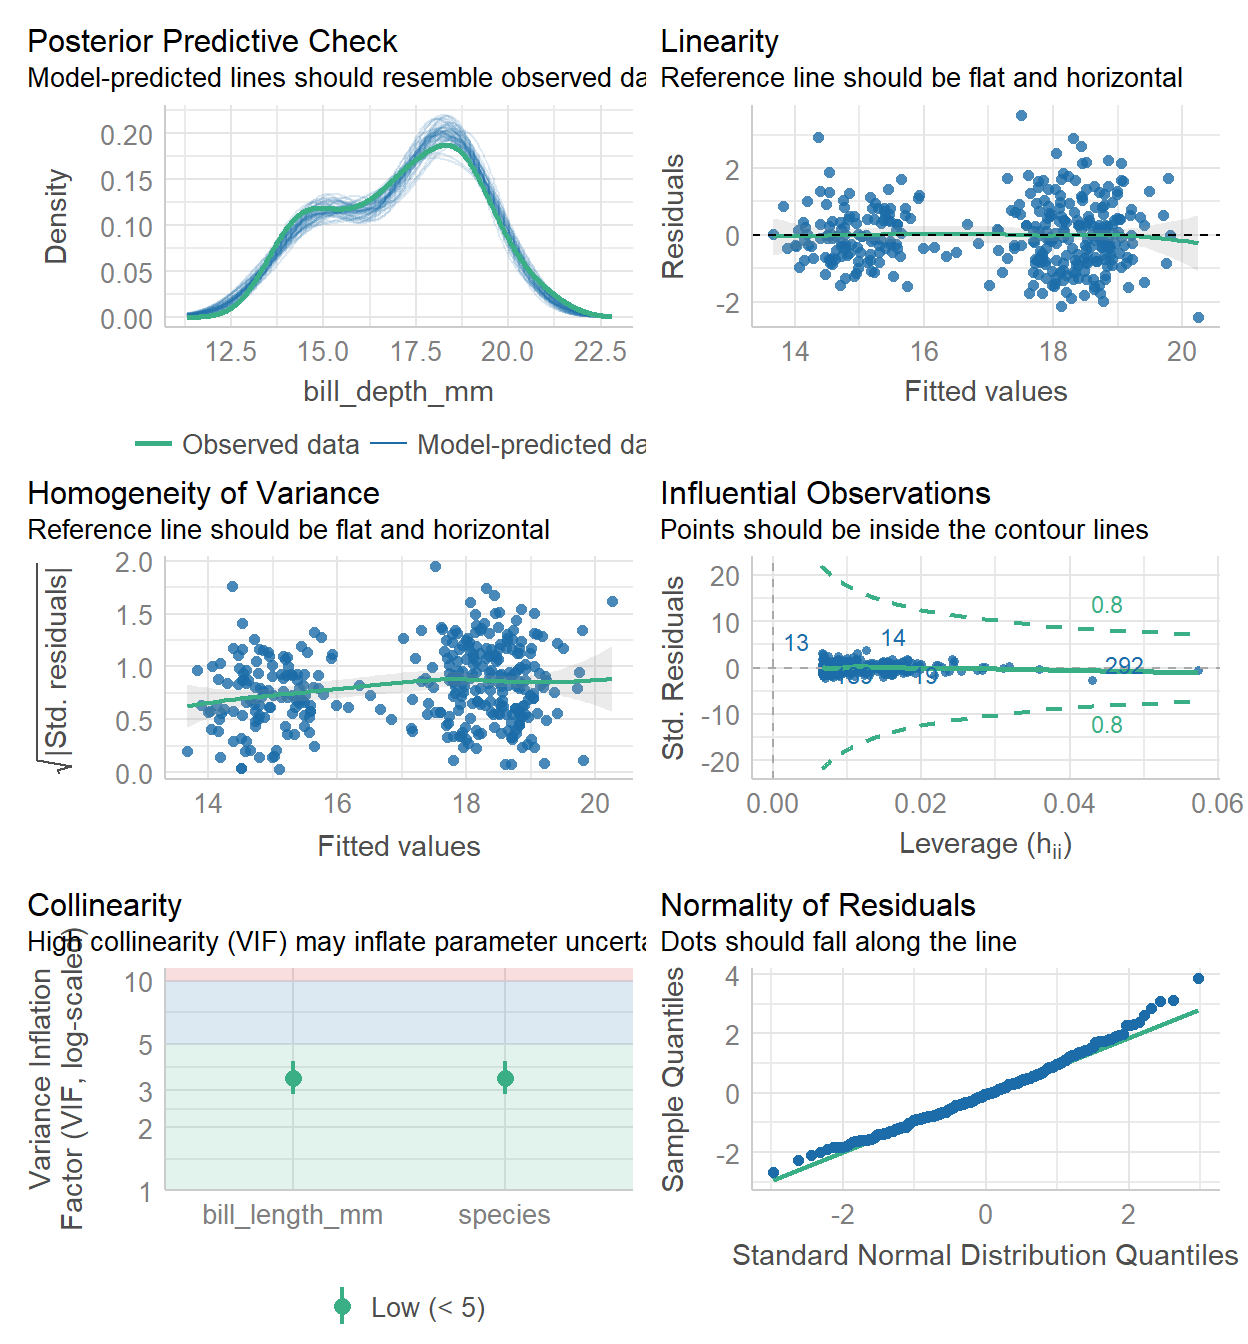 Posterior Predictive Check
Model-predicted lines should resemble observed da
Density
0.20
0.15
0.10
0.05
0.00
12.5 15.0 17.5 20.0 22.5
bill_depth_mm
Observed data Model-predicted da
Linearity
Reference line should be flat and horizontal
Residuals
2
0
-2
14 16 18 20
Fitted values
Homogeneity of Variance
Reference line should be flat and horizontal
√|Std. residuals|
2.0
1.5
1.0
0.5
0.0
14 16 18 20
Fitted values
Influential Observations
Points should be inside the contour lines
Std. Residuals
20
10
0
-10
-20
0.8
13
14
292
19
0.8
0.00 0.02 0.04 0.06
Leverage (hii)
Collinearity
High collinearity (VIF) may inflate parameter uncerta
Variance Inflation
Factor (VIF, log-scaled)
10
5
3
2
1
bill_length_mm species
Low (< 5)
Normality of Residuals
Dots should fall along the line
Sample Quantiles
4
2
0
-2
-2 0 2
Standard Normal Distribution Quantiles